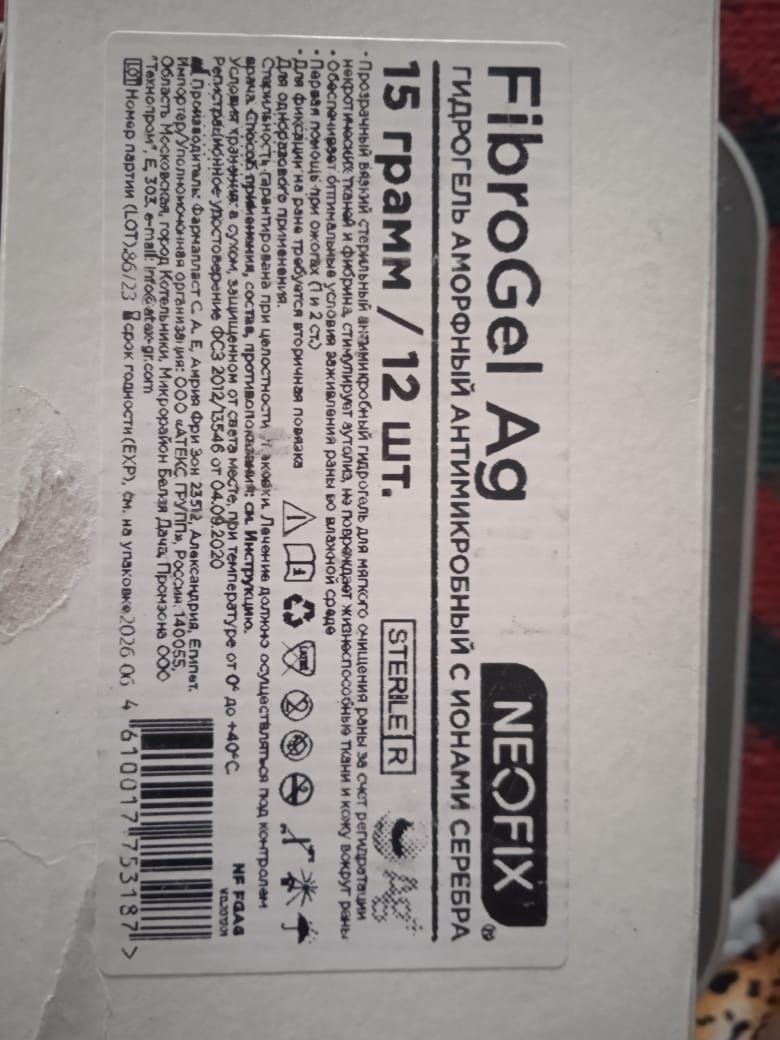 FibroGel Ag
NEOFIX®
ГИДРОГЕЛЬ АМОРФНЫЙ АНТИМИКРОБНЫЙ С ИОНАМИ СЕРЕБРА
15 грамм / 12 шт.
STERILE R
• Прозрачный вязкий стерильный антимикробный гидрогель для мягкого очищения раны за счет регидратации
некротических тканей и фибрина, стимулирует аутолиз, не повреждает жизнеспособные ткани и кожу вокруг раны
• Обеспечивает оптимальные условия заживления раны во влажной среде
• Первая помощь при ожогах (1 и 2 ст.)
• Для фиксации на ране требуется вторичная повязка
Для одноразового применения.
Стерильность гарантирована при целостности упаковки. Лечение должно осуществляться под контролем
врача. Способ применения, состав, противопоказания: см. Инструкцию.
Условия хранения: в сухом, защищенном от света месте, при температуре от 0° до +40°С
Регистрационное удостоверение ФСЗ 2012/13546 от 04.09.2020
Производитель: Фармапласт С. А. Е, Амрия Фри Зон 23512, Александрия, Египет.
Импортер/Уполномоченная организация: ООО «АТЕКС ГРУПП», Россия, 140055,
Область Московская, город Котельники, Микрорайон Белая Дача, Промзона ООО
"Технопром", Е, 303, e-mail: info@atex-gr.com
LOT Номер партии (LOT) 86/23 срок годности (EXP), см. на упаковке 2026 06
LATEX
2
NF FGA4
4 610017 753187 >